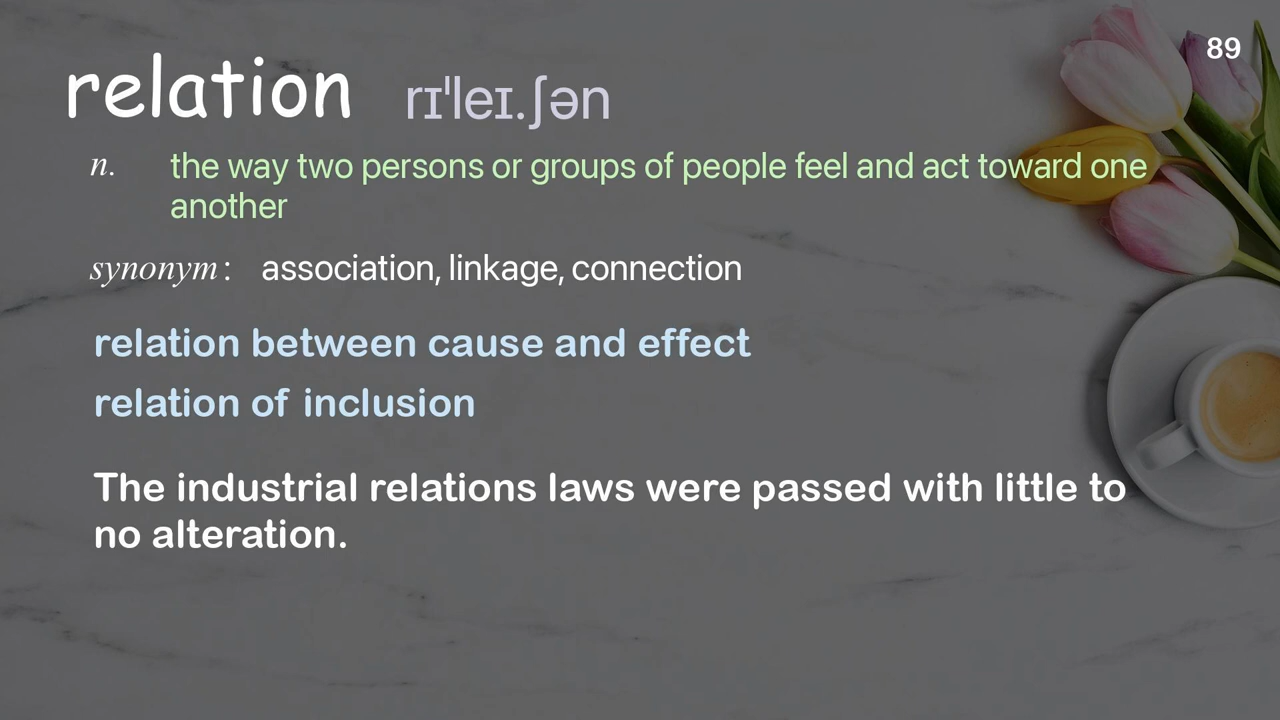 89
relation rɪˈleɪ.ʃən
n. the way two persons or groups of people feel and act toward one
another
synonym: association, linkage, connection
relation between cause and effect
relation of inclusion
The industrial relations laws were passed with little to
no alteration.